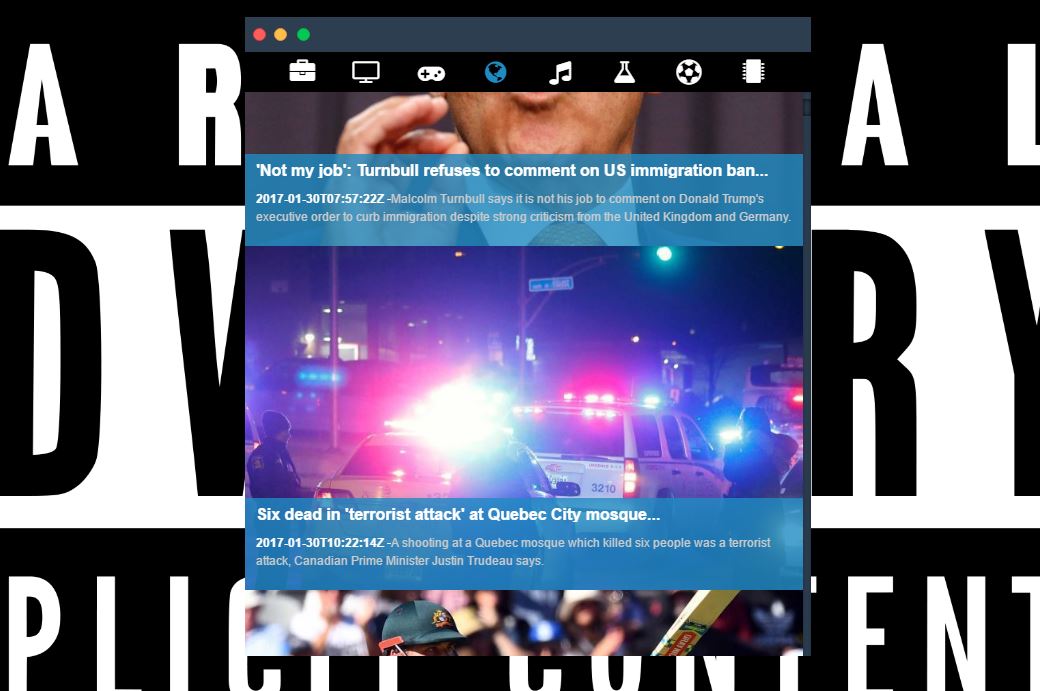 A R A L
'Not my job': Turnbull refuses to comment on US immigration ban...
2017-01-30T07:57:22Z -Malcolm Turnbull says it is not his job to comment on Donald Trump's
executive order to curb immigration despite strong criticism from the United Kingdom and Germany.
DV RY
3210
Six dead in 'terrorist attack' at Quebec City mosque...
2017-01-30T10:22:14Z -A shooting at a Quebec mosque which killed six people was a terrorist
attack, Canadian Prime Minister Justin Trudeau says.
PLICIT CONTENT